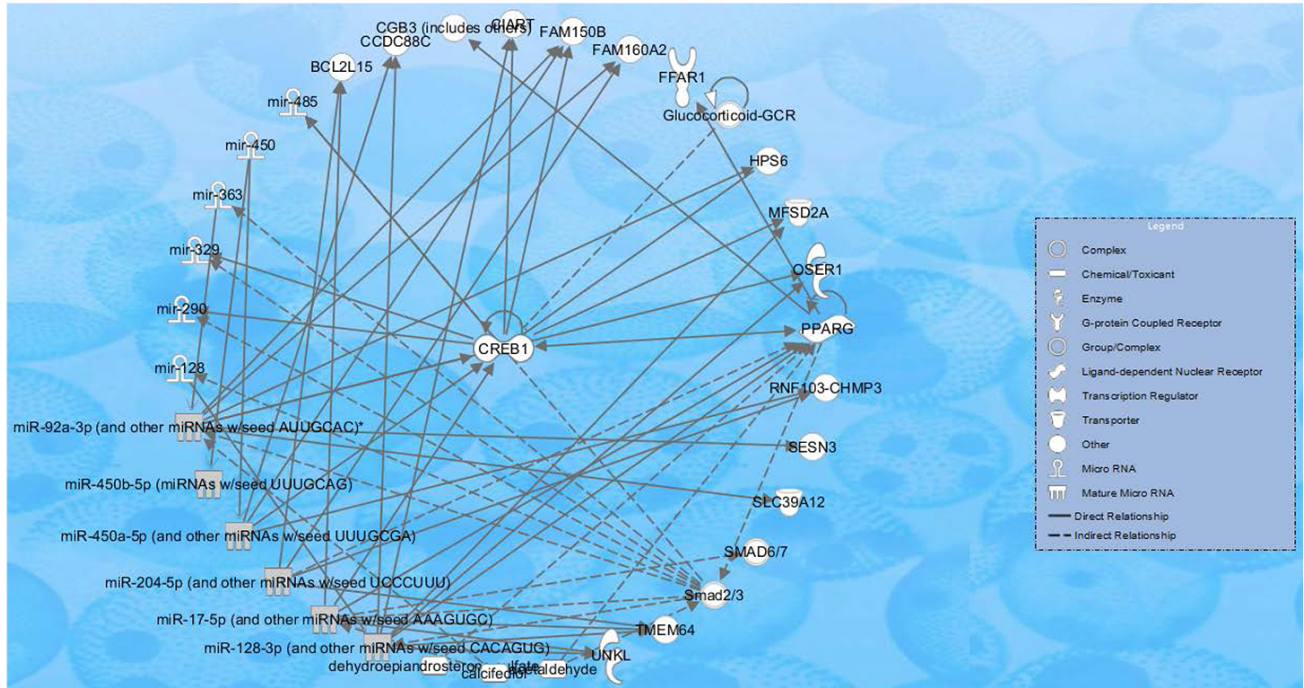 CGB3 (includes others)
CIART
FAM150B
CCDC88C
FAM160A2
BCL2L15
FFAR1
mir-485
Glucocorticoid-GCR
mir-450
HPS6
mir-363
MFSD2A
mir-329
OSER1
mir-290
PPARG
CREB1
mir-128
RNF103-CHMP3
miR-92a-3p (and other miRNAs w/seed AUUGCAC)*
SESN3
miR-450b-5p (miRNAs w/seed UUUGCAG)
SLC39A12
miR-450a-5p (and other miRNAs w/seed UUUGCGA)
SMAD6/7
miR-204-5p (and other miRNAs w/seed UCCCUUU)
Smad2/3
miR-17-5p (and other miRNAs w/seed AAAGUGC)
TMEM64
miR-128-3p (and other miRNAs w/seed CACAGUG)
UNKL
calcifediol
Legend
Complex
Chemical/Toxicant
Enzyme
G-protein Coupled Receptor
Group/Complex
Ligand-dependent Nuclear Receptor
Transcription Regulator
Transporter
Other
Micro RNA
Mature Micro RNA
Direct Relationship
Indirect Relationship